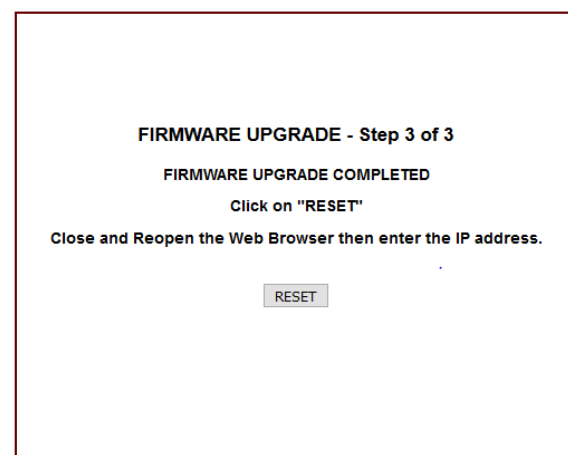 FIRMWARE UPGRADE - Step 3 of 3
FIRMWARE UPGRADE COMPLETED
Click on "RESET"
Close and Reopen the Web Browser then enter the IP address.
RESET